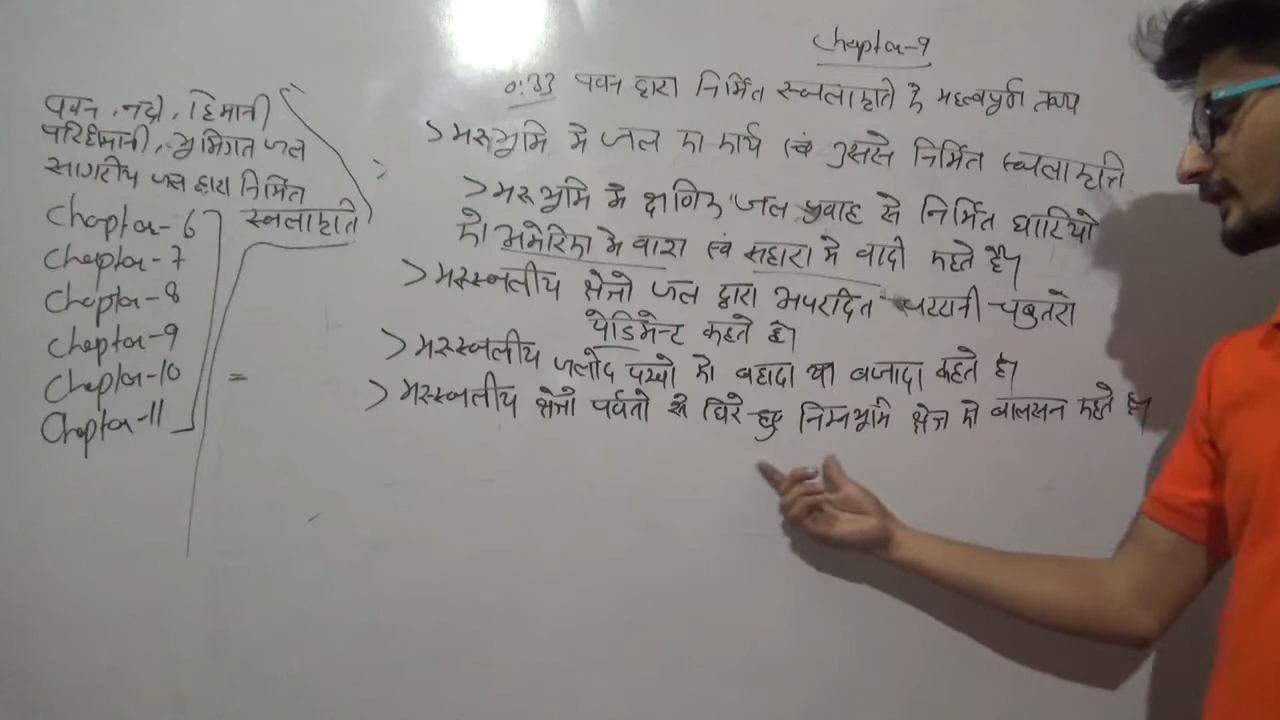 Chapter-9
0:33 पवन द्वारा निर्मित स्थलाकृति के महत्वपूर्ण तथ्य
> मरूभूमि मे जल का कार्य एवं उससे निर्मित स्थलाकृति
> मरूभूमि के क्षणिक जल प्रवाह से निर्मित घाटियो
को अमेरिका मे वाश एवं सहारा मे वादी कहते है।
> मरुस्थलीय क्षेत्रो जल द्वारा अपरदित चट्टानी चबुतरो
पेडिमेन्ट कहते है।
> मरुस्थलीय जलोढ पंखो को बहादा या बजादा कहते है।
> मरुस्थलीय क्षेत्रो पर्वतो से घिरे हुए निम्नभूमि क्षेत्र को बालसन कहते है।
पवन, नदी, हिमानी
परिहिमानी, भुमिगत जल
सागरीय जल द्वारा निर्मित
स्थलाकृति
Chapter-6
Chapter-7
Chapter-8
Chapter-9
Chapter-10 =
Chapter-11